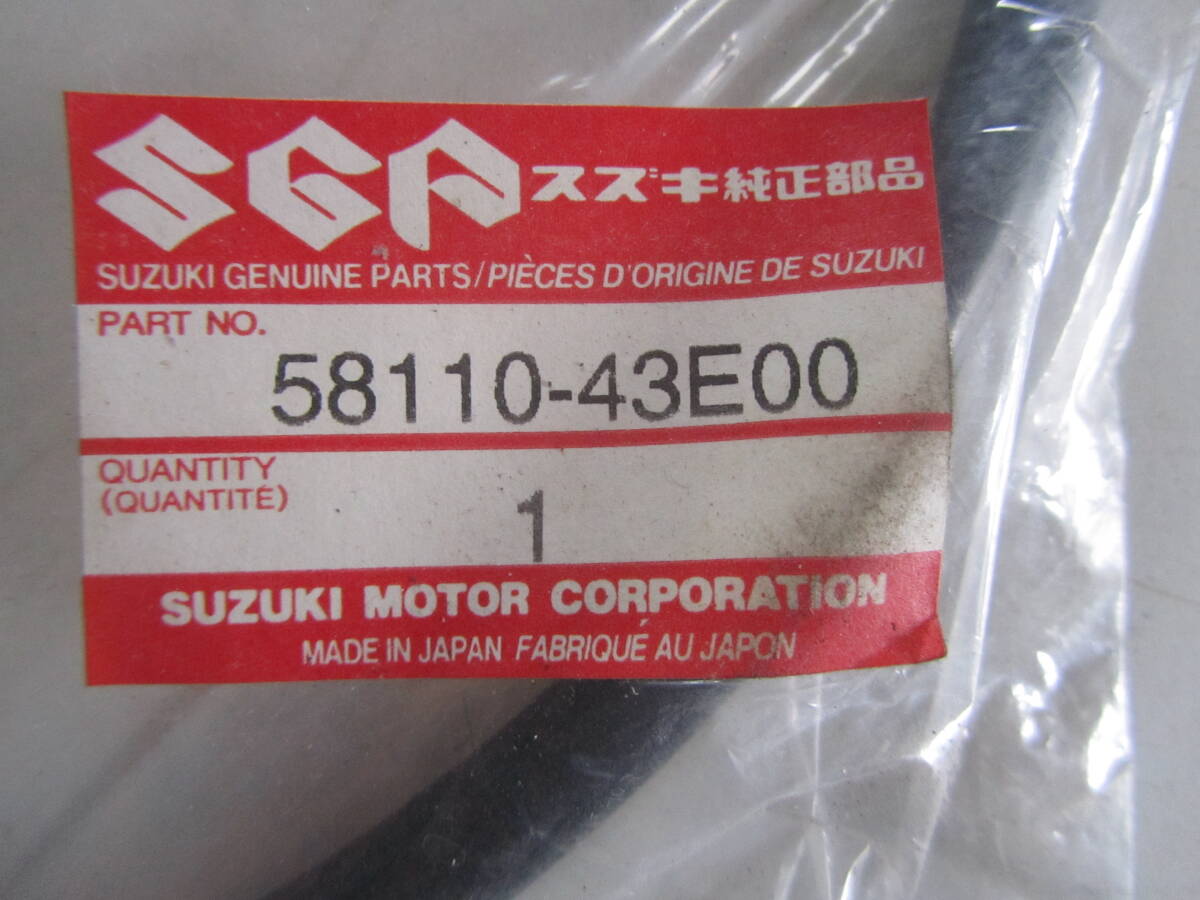 SGP スズキ純正部品
SUZUKI GENUINE PARTS/PIÈCES D'ORIGINE DE SUZUKI
PART NO.
58110-43E00
QUANTITY
(QUANTITÉ)
1
SUZUKI MOTOR CORPORATION
MADE IN JAPAN FABRIQUÉ AU JAPON